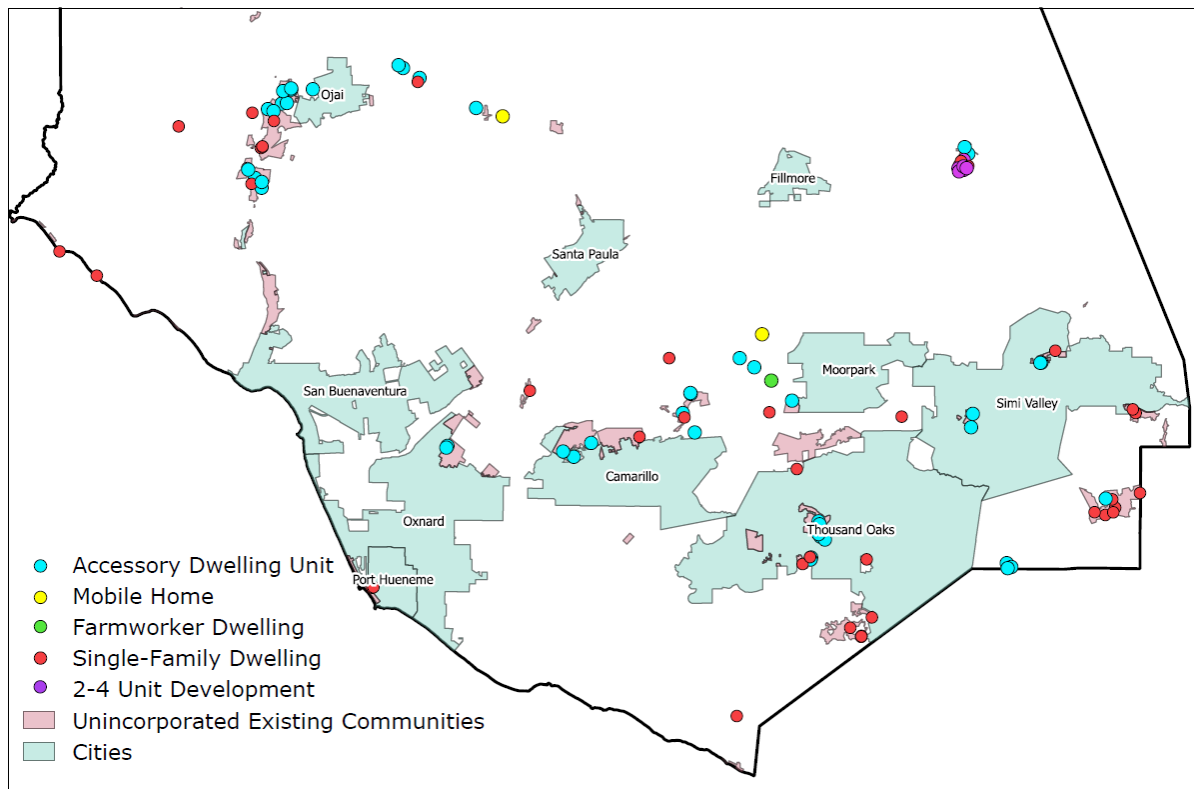 Ojai
Fillmore
Santa Paula
Moorpark
San Buenaventura
Simi Valley
Camarillo
Oxnard
Thousand Oaks
Port Hueneme
Accessory Dwelling Unit
Mobile Home
Farmworker Dwelling
Single-Family Dwelling
2-4 Unit Development
Unincorporated Existing Communities
Cities